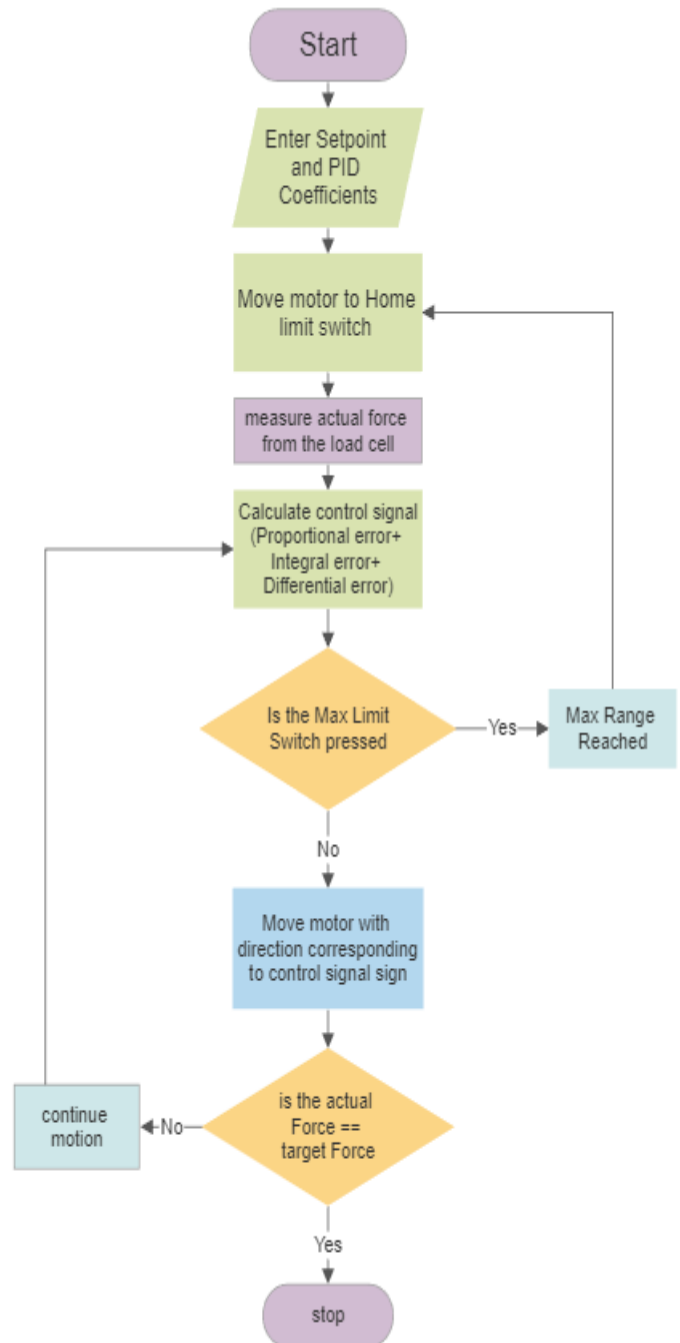 Start
Enter Setpoint
and PID
Coefficients
Move motor to Home
limit switch
measure actual force
from the load cell
Calculate control signal
(Proportional error+
Integral error+
Differential error)
Is the Max Limit
Switch pressed
Yes
Max Range
Reached
No
Move motor with
direction corresponding
to control signal sign
is the actual
Force ==
target Force
No
continue
motion
Yes
stop